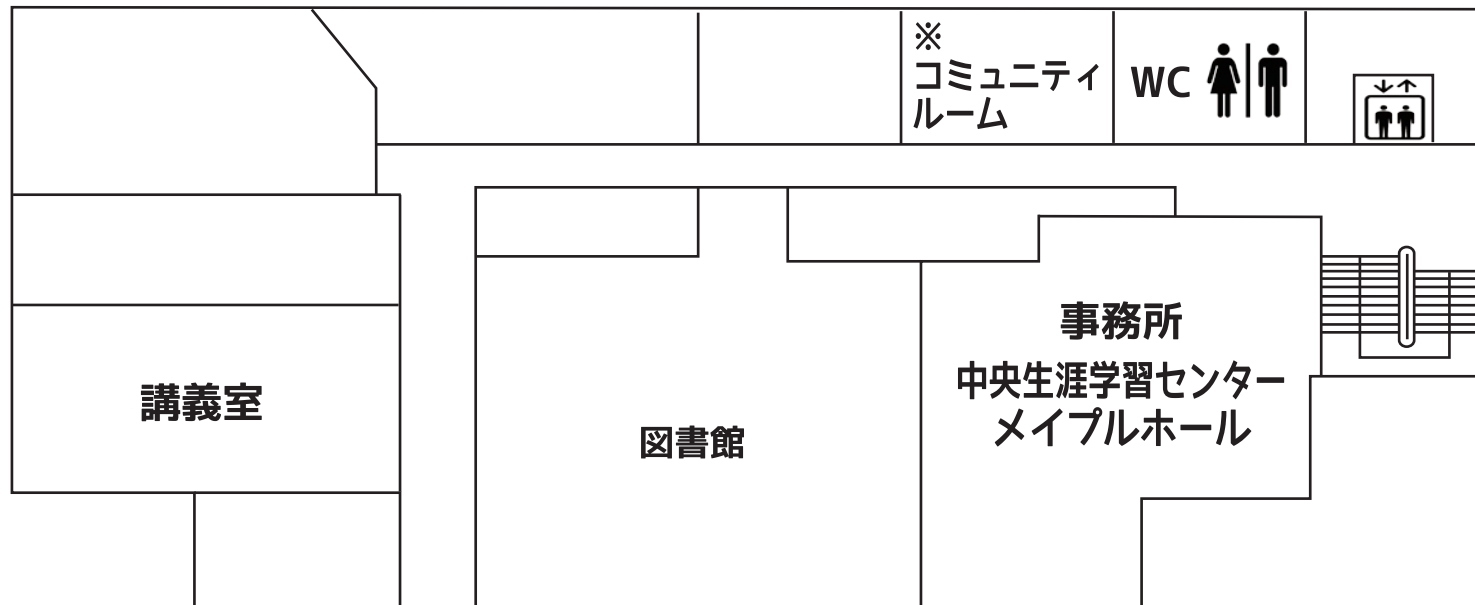 ※
コミュニティ
ルーム
WC
事務所
中央生涯学習センター
メイプルホール
講義室
図書館